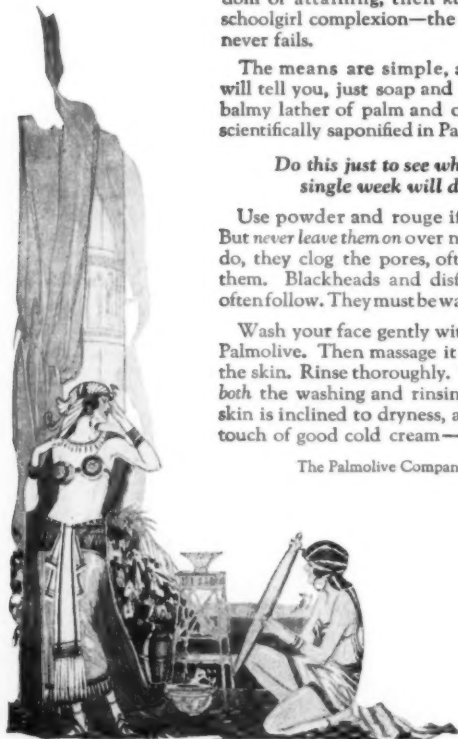 schoolgirl complexion—the
never fails.
The means are simple, a
will tell you, just soap and
balmy lather of palm and o
scientifically saponified in Pa
Do this just to see wh
single week will d
Use powder and rouge if
But never leave them on over n
do, they clog the pores, oft
them. Blackheads and disf
often follow. They must be wa
Wash your face gently wit
Palmolive. Then massage it
the skin. Rinse thoroughly.
both the washing and rinsin
skin is inclined to dryness, a
touch of good cold cream—
The Palmolive Compan